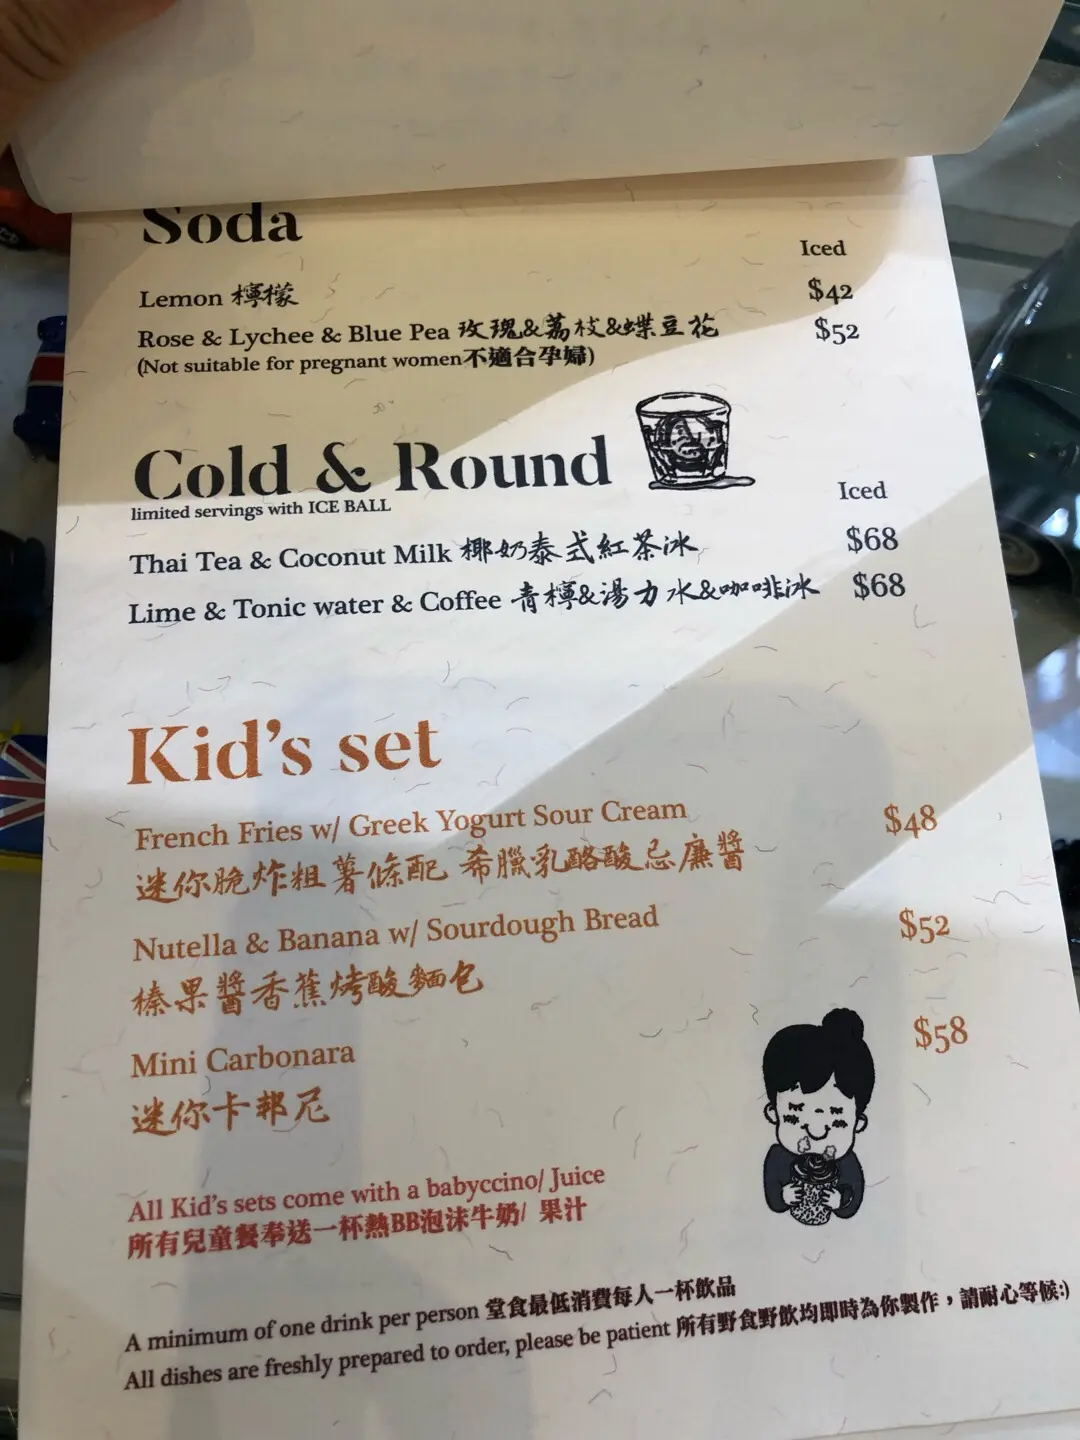 Soda
Iced
Lemon 檸檬 $42
Rose & Lychee & Blue Pea 玫瑰&荔枝&蝶豆花 $52
(Not suitable for pregnant women不適合孕婦)
Cold & Round
limited servings with ICE BALL
Iced
Thai Tea & Coconut Milk 椰奶泰式紅茶冰 $68
Lime & Tonic water & Coffee 青檸&湯力水&咖啡冰 $68
Kid's set
French Fries w/ Greek Yogurt Sour Cream $48
迷你脆炸粗薯條配 希臘乳酪酸忌廉醬
Nutella & Banana w/ Sourdough Bread $52
榛果醬香蕉烤酸麵包
Mini Carbonara $58
迷你卡邦尼
All Kid's sets come with a babyccino/ Juice
所有兒童餐奉送一杯熱BB泡沫牛奶/ 果汁
A minimum of one drink per person 堂食最低消費每人一杯飲品
All dishes are freshly prepared to order, please be patient 所有野食野飲均即時為你製作，請耐心等候:)